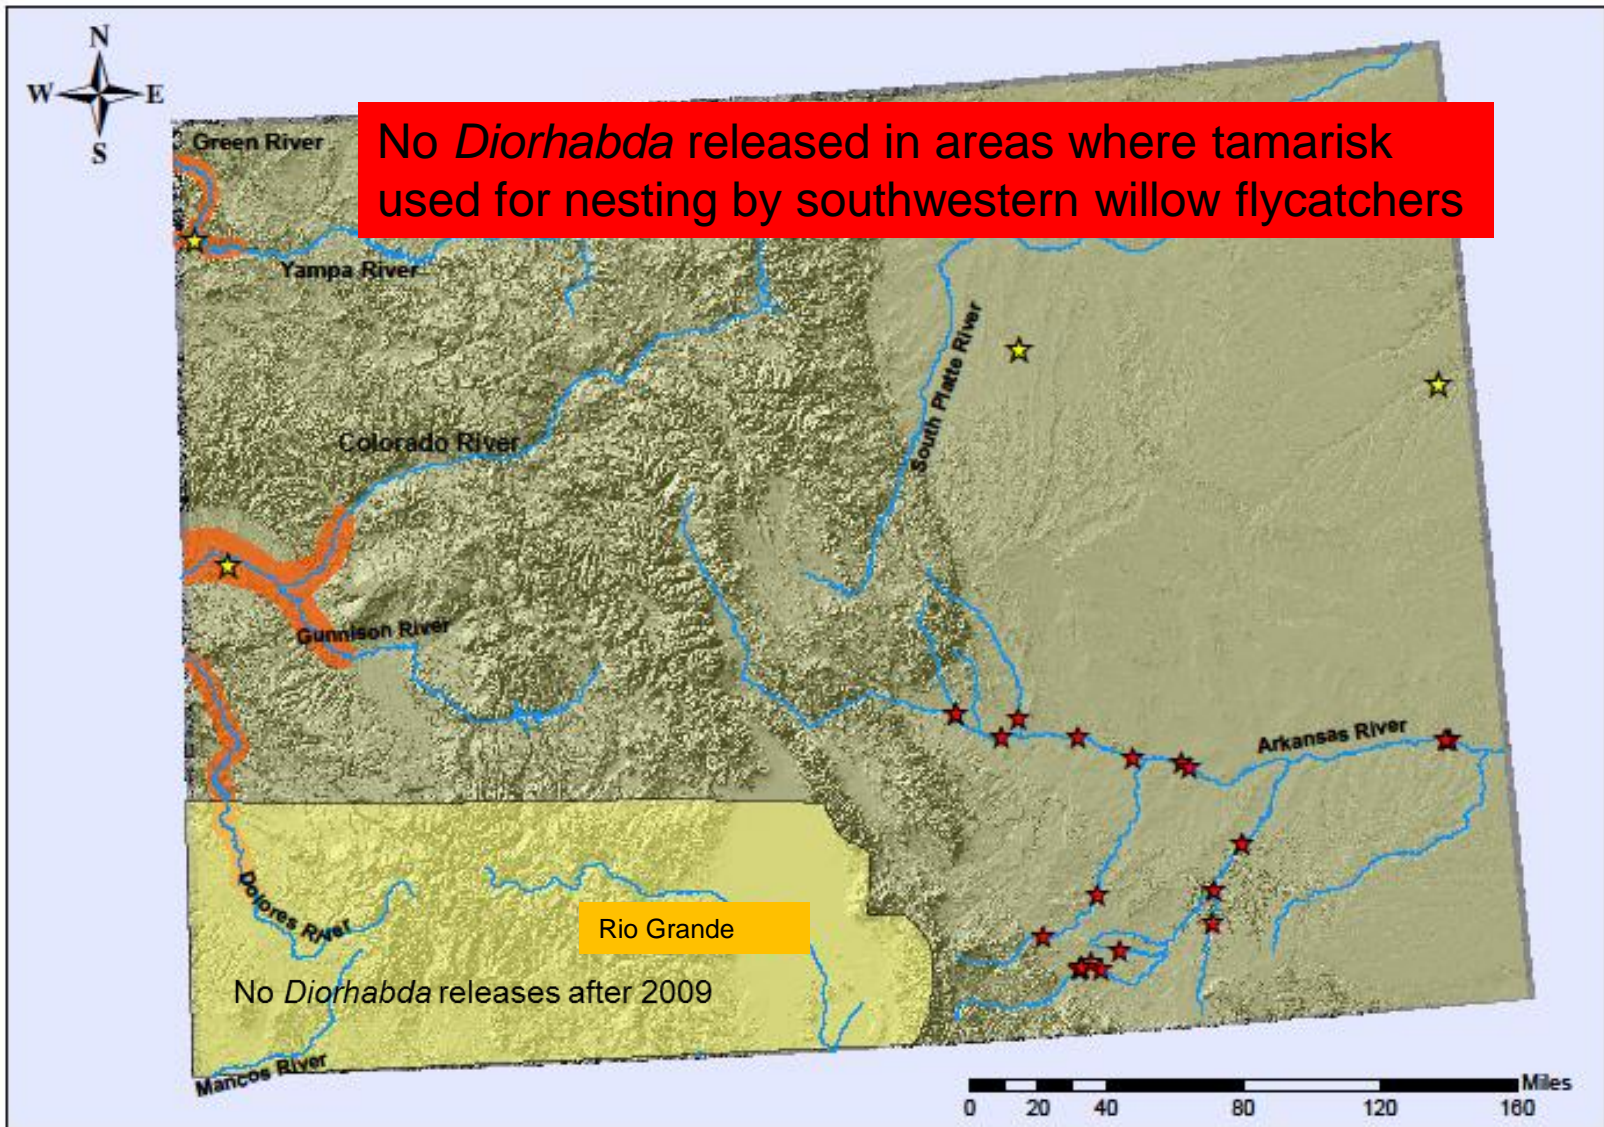 N
W E
S
Green River
No Diorhabda released in areas where tamarisk
used for nesting by southwestern willow flycatchers
Yampa River
South Platte River
Colorado River
Gunnison River
Arkansas River
Dolores River
Rio Grande
No Diorhabda releases after 2009
Mancos River
Miles
0 20 40 80 120 160